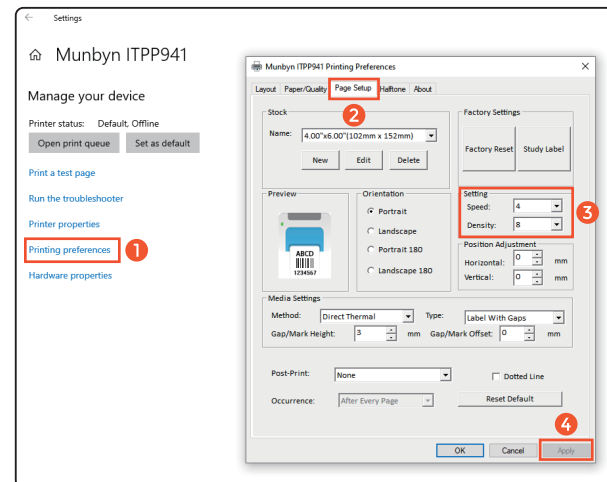 Settings
Munbyn ITPP941
Manage your device
Printer status: Default, Offline
Open print queue Set as default
Print a test page
Run the troubleshooter
Printer properties
Printing preferences 1
Hardware properties
Munbyn ITPP941 Printing Preferences
Layout Paper/Quality Page Setup Halftone About
2
Stock
Name: 4.00"x6.00"(102mm x 152mm)
New Edit Delete
Factory Settings
Factory Reset Study Label
Preview
ABCD
1234567
Orientation
Portrait
Landscape
Portrait 180
Landscape 180
Setting
Speed: 4
Density: 8
3
Position Adjustment
Horizontal: 0 mm
Vertical: 0 mm
Media Settings
Method: Direct Thermal Type: Label With Gaps
Gap/Mark Height: 3 mm Gap/Mark Offset: 0 mm
Post-Print: None Dotted Line
Occurrence: After Every Page Reset Default
4
OK Cancel Apply